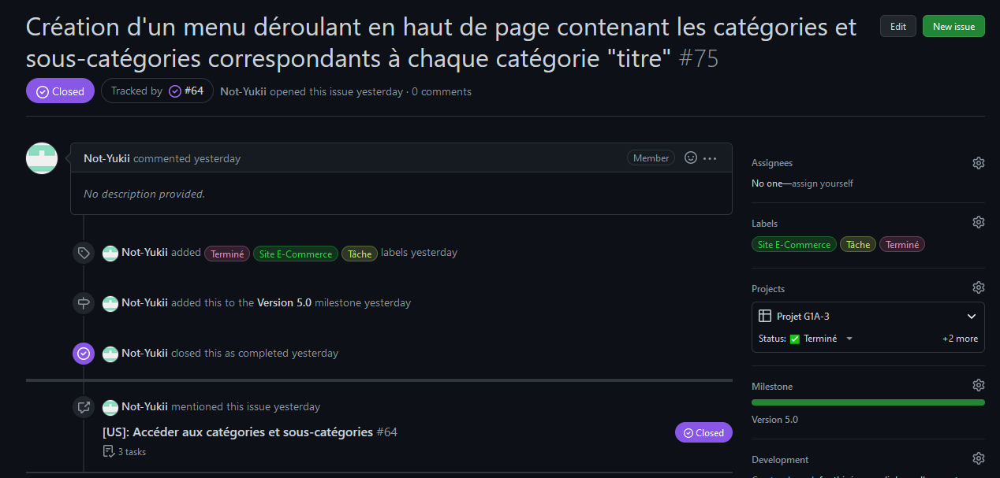 Création d'un menu déroulant en haut de page contenant les catégories et
sous-catégories correspondants à chaque catégorie "titre" #75
Edit
New issue
Closed
Tracked by #64
Not-Yukii opened this issue yesterday · 0 comments
Not-Yukii commented yesterday
Member
No description provided.
Not-Yukii added Terminé Site E-Commerce Tâche labels yesterday
Not-Yukii added this to the Version 5.0 milestone yesterday
Not-Yukii closed this as completed yesterday
Not-Yukii mentioned this issue yesterday
[US]: Accéder aux catégories et sous-catégories #64
Closed
3 tasks
Assignees
No one—assign yourself
Labels
Site E-Commerce Tâche Terminé
Projects
Projet G1A-3
Status: ✅ Terminé
+2 more
Milestone
Version 5.0
Development